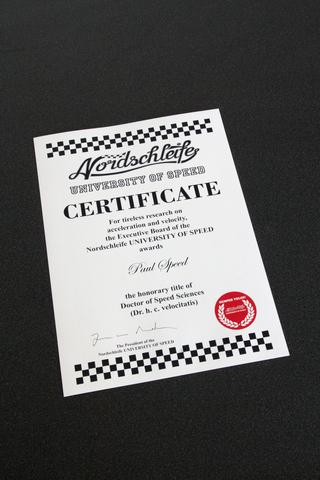 Nordschleife
UNIVERSITY OF SPEED
CERTIFICATE
For tireless research on
acceleration and velocity,
the Executive Board of the
Nordschleife UNIVERSITY OF SPEED
awards
Paul Speed
the honorary title of
Doctor of Speed Sciences
(Dr. h. c. velocitatis)
The President of the
Nordschleife UNIVERSITY OF SPEED